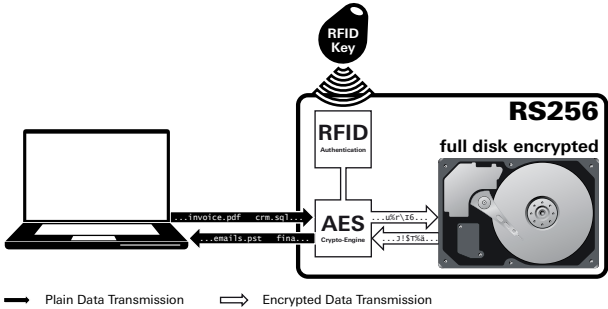 RFID
Key
RS256
RFID
Authentication
full disk encrypted
...invoice.pdf crm.sql...
AES
Crypto-Engine
...u%r\I6...
...emails.pst fina...
...J!$T%ä...
Plain Data Transmission
Encrypted Data Transmission